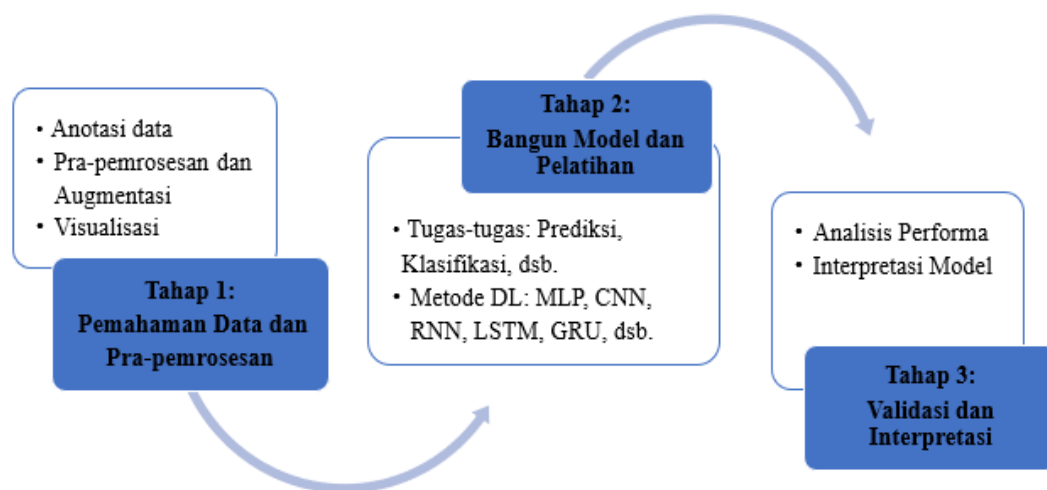 • Anotasi data
• Pra-pemrosesan dan
Augmentasi
• Visualisasi
Tahap 1:
Pemahaman Data dan
Pra-pemrosesan
Tahap 2:
Bangun Model dan
Pelatihan
• Tugas-tugas: Prediksi,
Klasifikasi, dsb.
• Metode DL: MLP, CNN,
RNN, LSTM, GRU, dsb.
• Analisis Performa
• Interpretasi Model
Tahap 3:
Validasi dan
Interpretasi